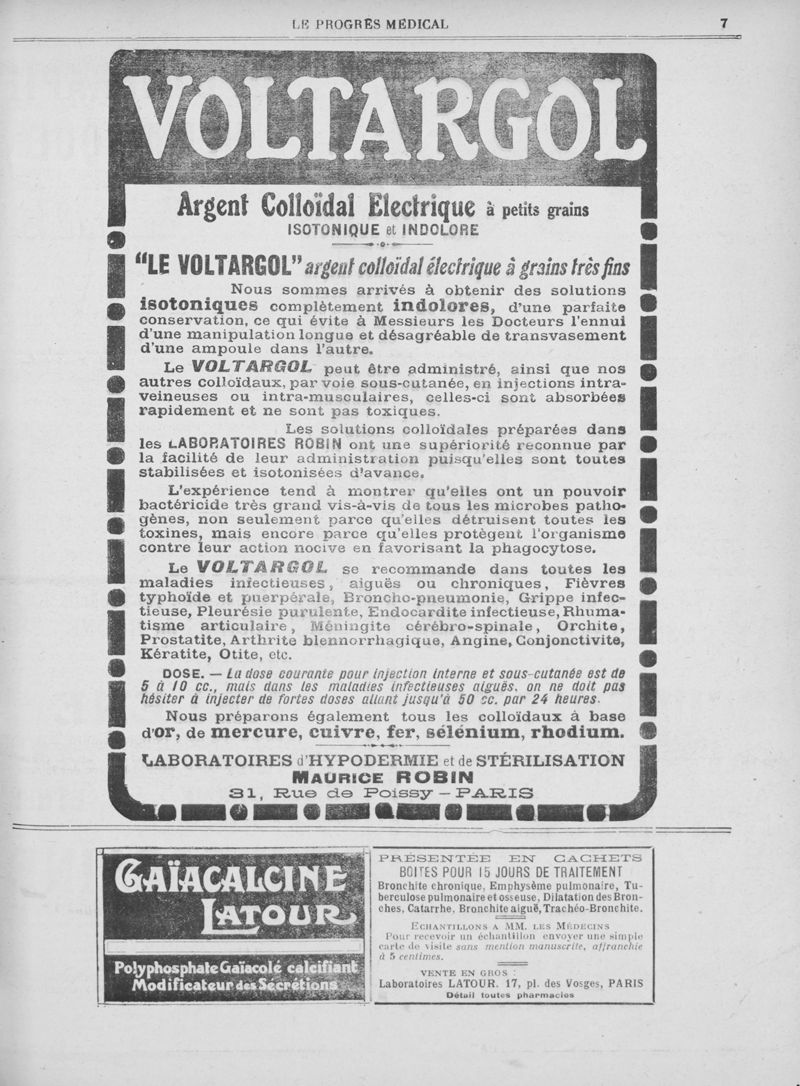 LE PROGRÈS MÉDICAL
7
VOLTARGOL
Argent Colloïdal Electrique à petits grains
ISOTONIQUE et INDOLORE
"LE VOLTARGOL" argent colloïdal électrique à grains très fins
Nous sommes arrivés à obtenir des solutions
isotoniques complètement indolores, d'une parfaite
conservation, ce qui évite à Messieurs les Docteurs l'ennui
d'une manipulation longue et désagréable de transvasement
d'une ampoule dans l'autre.
Le VOLTARGOL peut être administré, ainsi que nos
autres colloïdaux, par voie sous-cutanée, en injections intra-
veineuses ou intra-musculaires, celles-ci sont absorbées
rapidement et ne sont pas toxiques.
Les solutions colloïdales préparées dans
les LABORATOIRES ROBIN ont une supériorité reconnue par
la facilité de leur administration puisqu'elles sont toutes
stabilisées et isotonisées d'avance.
L'expérience tend à montrer qu'elles ont un pouvoir
bactéricide très grand vis-à-vis de tous les microbes patho-
gènes, non seulement parce qu'elles détruisent toutes les
toxines, mais encore parce qu'elles protègent l'organisme
contre leur action nocive en favorisant la phagocytose.
Le VOLTARGOL se recommande dans toutes les
maladies infectieuses, aiguës ou chroniques, Fièvres
typhoïde et puerpérale, Broncho-pneumonie, Grippe infec-
tieuse, Pleurésie purulente, Endocardite infectieuse, Rhuma-
tisme articulaire, Méningite cérébro-spinale, Orchite,
Prostatite, Arthrite blennorrhagique, Angine, Conjonctivite,
Kératite, Otite, etc.
DOSE. — La dose courante pour injection interne et sous-cutanée est de
5 à 10 cc., mais dans les maladies infectieuses aiguës, on ne doit pas
hésiter à injecter de fortes doses allant jusqu'à 50 cc. par 24 heures.
Nous préparons également tous les colloïdaux à base
d'or, de mercure, cuivre, fer, sélénium, rhodium.
LABORATOIRES d'HYPODERMIE et de STÉRILISATION
MAURICE ROBIN
31, Rue de Poissy — PARIS
GAÏACALCINE
LATOUR
Polyphosphate Gaïacolé calcifiant
Modificateur des Sécrétions
PRÉSENTÉE EN CACHETS
BOITES POUR 15 JOURS DE TRAITEMENT
Bronchite chronique, Emphysème pulmonaire, Tu-
berculose pulmonaire et osseuse, Dilatation des Bron-
ches, Catarrhe, Bronchite aiguë, Trachéo-Bronchite.
ECHANTILLONS A MM. LES MÉDECINS
Pour recevoir un échantillon envoyer une simple
carte de visite sans mention manuscrite, affranchie
à 5 centimes.
VENTE EN GROS :
Laboratoires LATOUR. 17, pl. des Vosges, PARIS
Détail toutes pharmacies